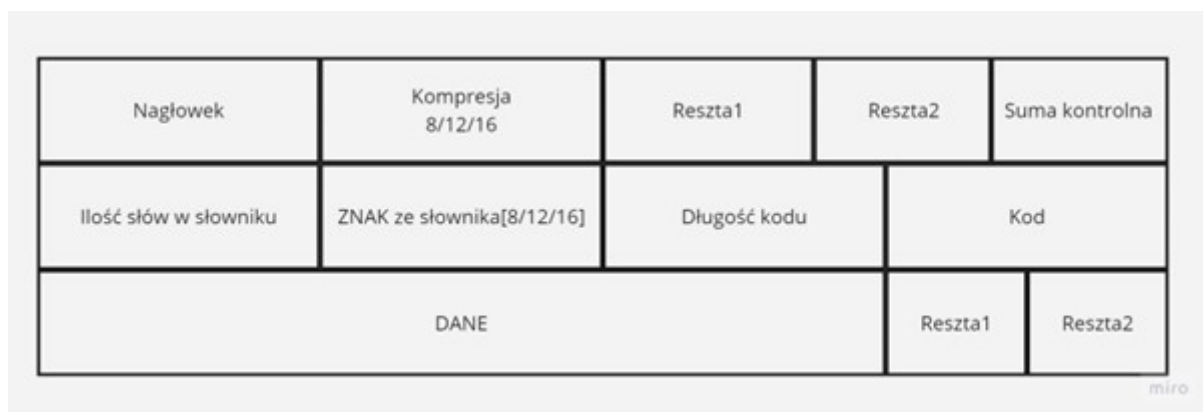 Nagłowek
Kompresja
8/12/16
Reszta1
Reszta2
Suma kontrolna
Ilość słów w słowniku
ZNAK ze słownika[8/12/16]
Długość kodu
Kod
DANE
Reszta1
Reszta2
miro